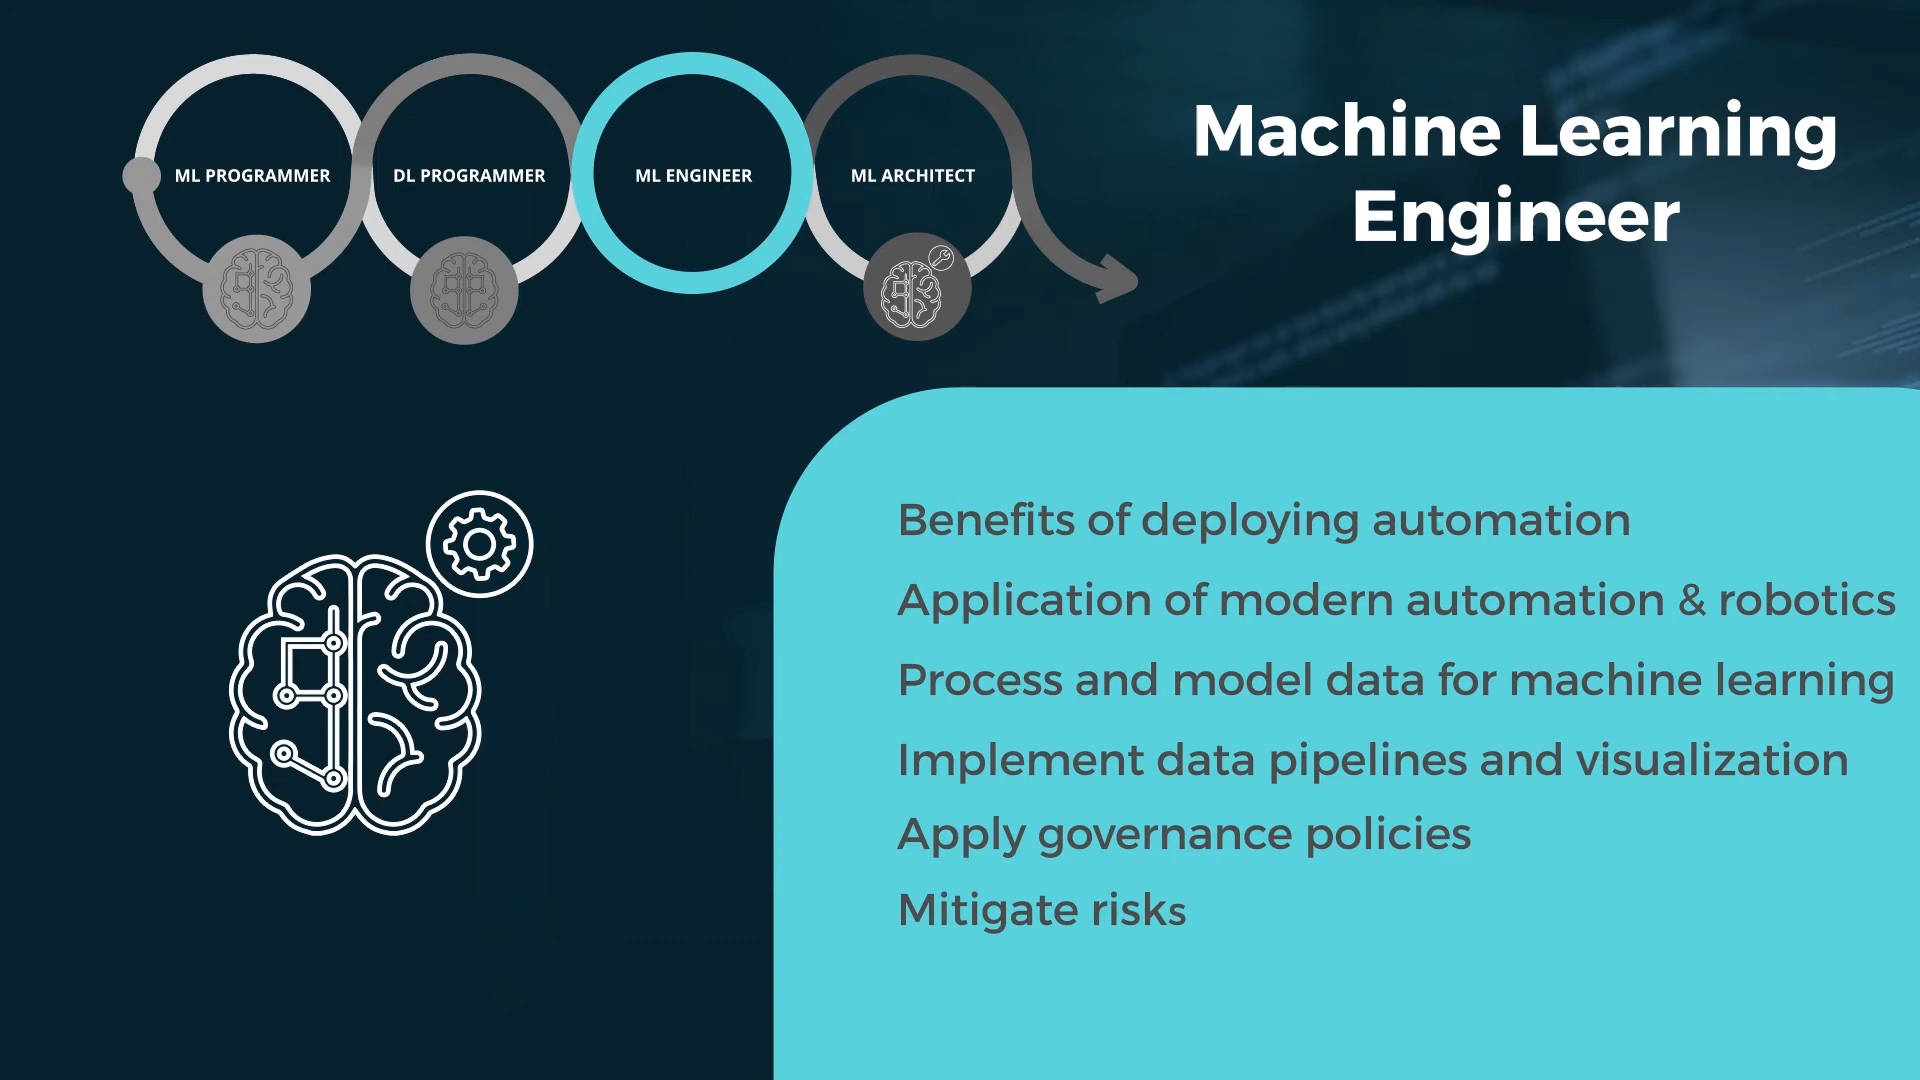 ML PROGRAMMER
DL PROGRAMMER
ML ENGINEER
ML ARCHITECT
Machine Learning
Engineer
Benefits of deploying automation
Application of modern automation & robotics
Process and model data for machine learning
Implement data pipelines and visualization
Apply governance policies
Mitigate risks